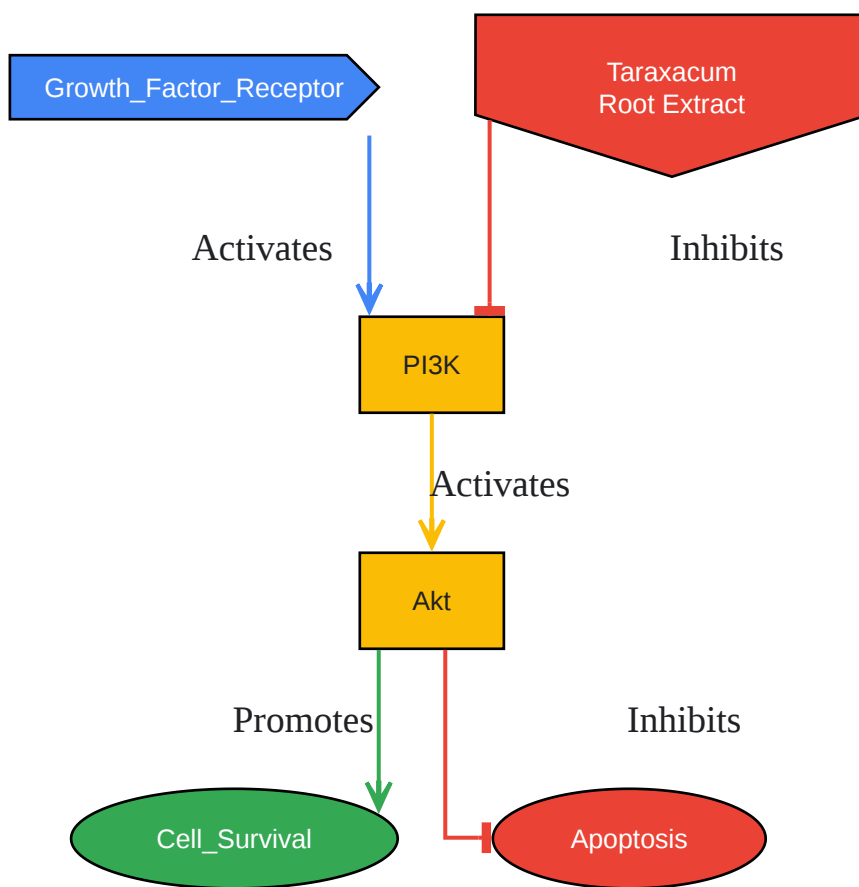 Growth_Factor_Receptor
Taraxacum
Root Extract
Activates
Inhibits
PI3K
Activates
Akt
Promotes
Inhibits
Cell_Survival
Apoptosis